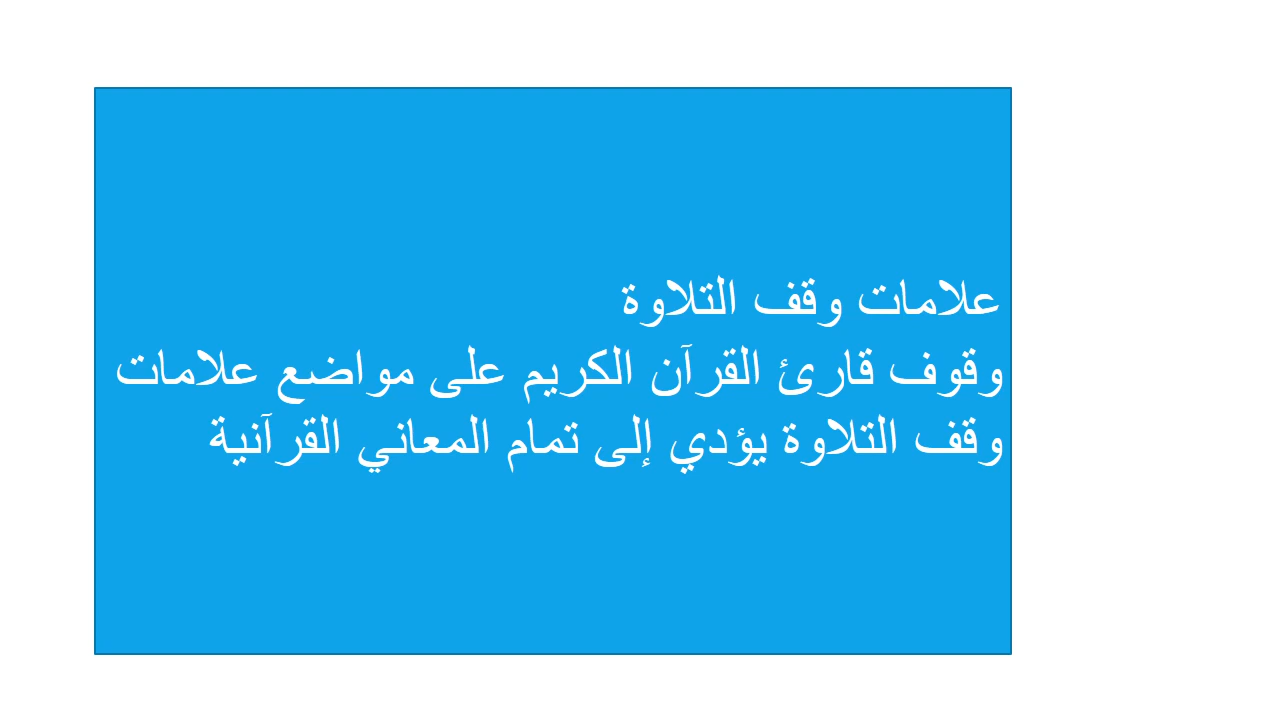 علامات وقف التلاوة
وقوف قارئ القرآن الكريم على مواضع علامات
وقف التلاوة يؤدي إلى تمام المعاني القرآنية